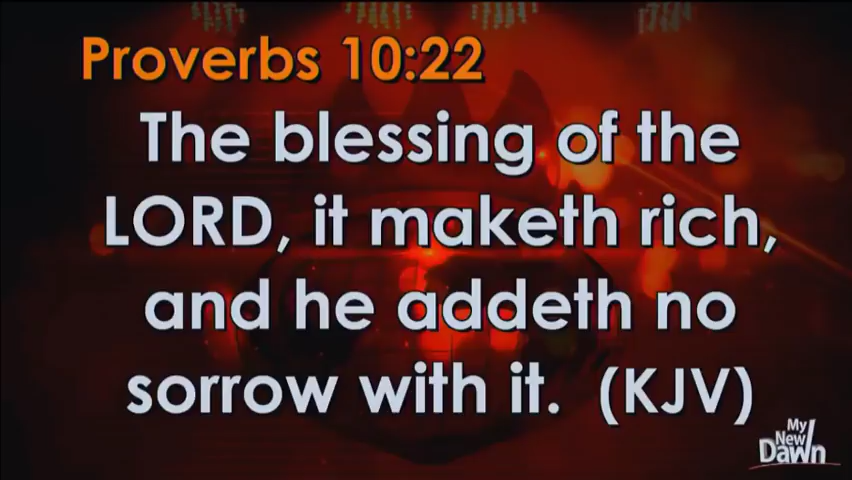 Proverbs 10:22
The blessing of the
LORD, it maketh rich,
and he addeth no
sorrow with it. (KJV)
My
New
Dawn